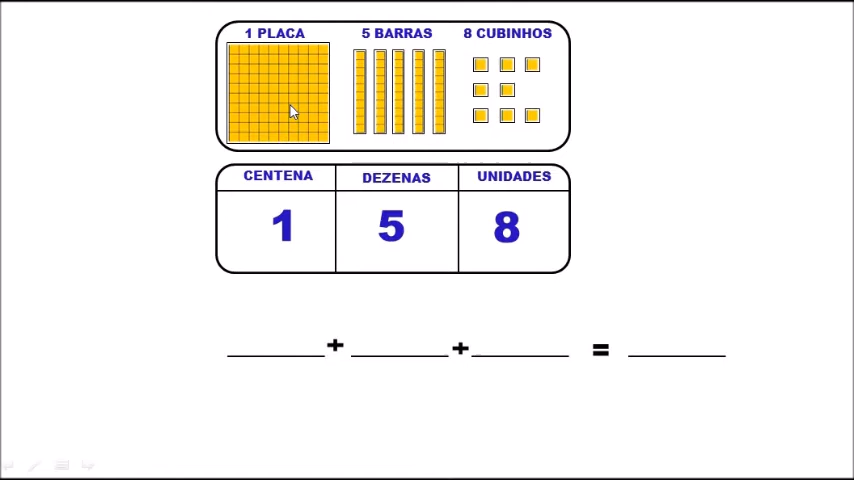 1 PLACA 5 BARRAS 8 CUBINHOS
CENTENA DEZENAS UNIDADES
1 5 8
+ + =